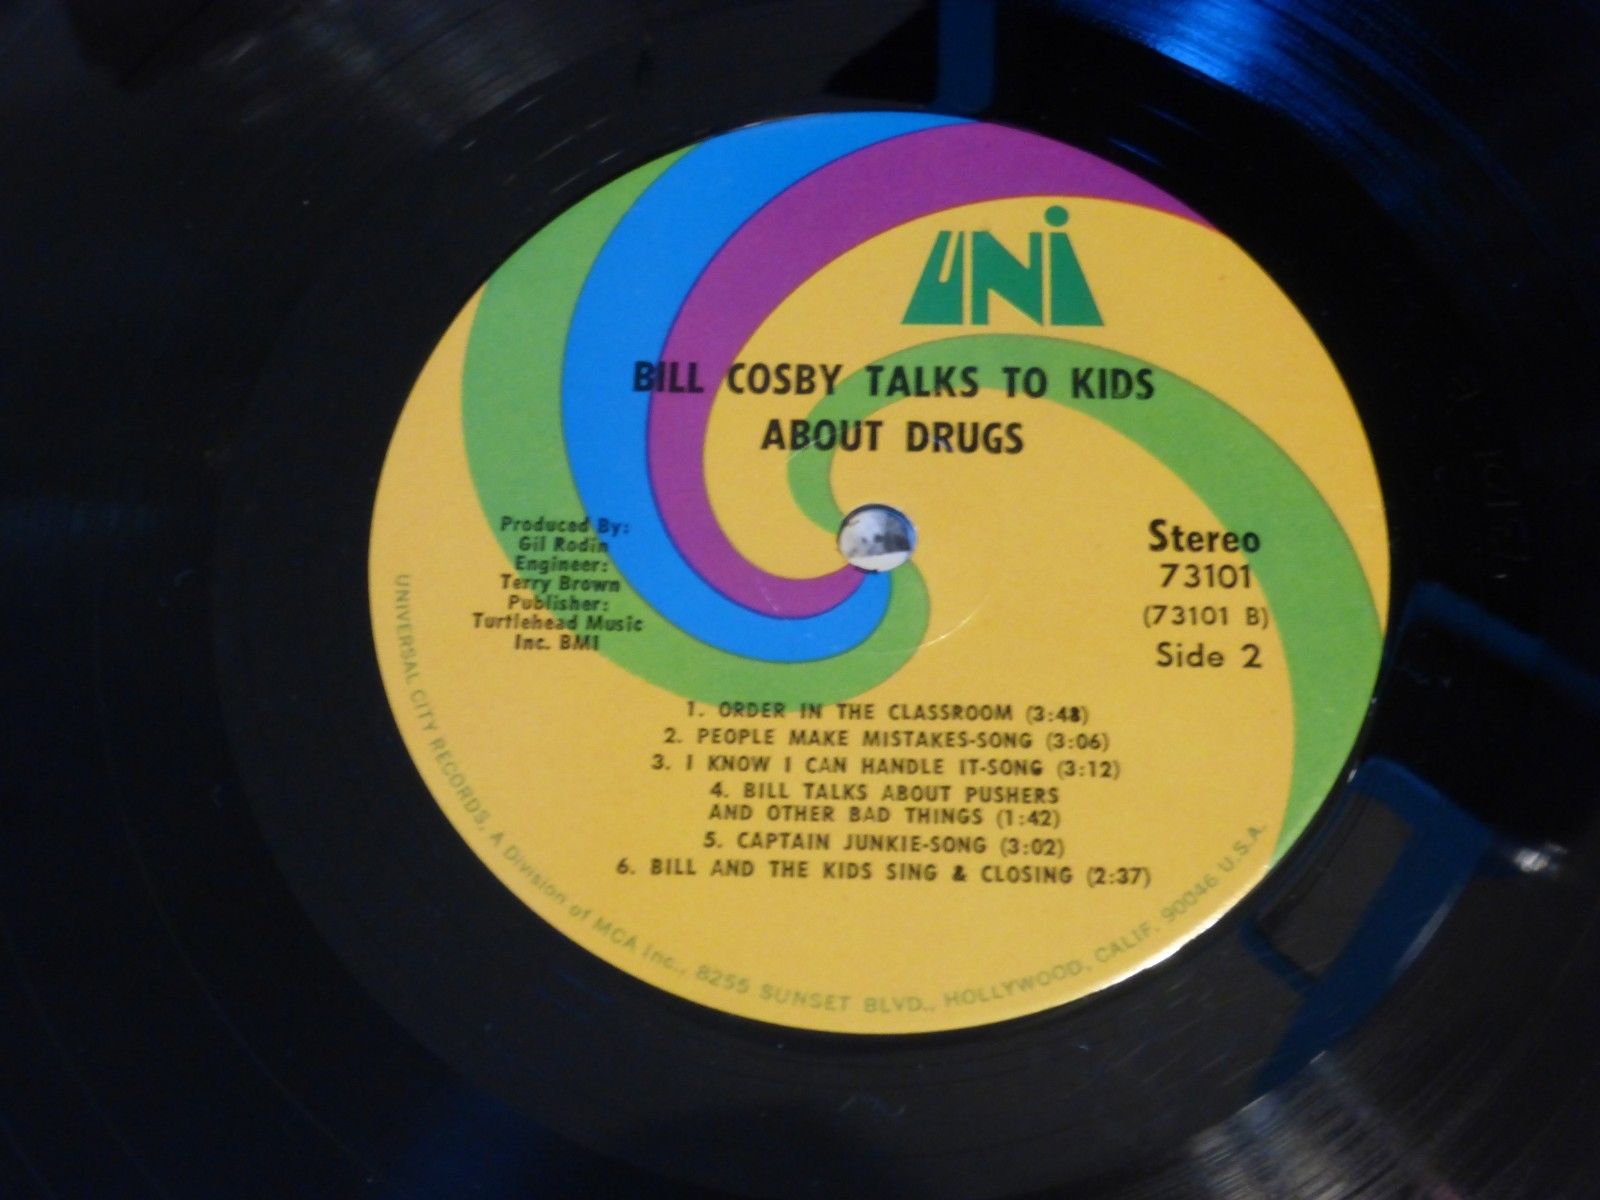 UNi
BILL COSBY TALKS TO KIDS
ABOUT DRUGS
Produced By:
Gil Rodin
Engineer:
Terry Brown
Publisher:
Turtlehead Music
Inc. BMI
Stereo
73101
(73101 B)
Side 2
1. ORDER IN THE CLASSROOM (3:48)
2. PEOPLE MAKE MISTAKES-SONG (3:06)
3. I KNOW I CAN HANDLE IT-SONG (3:12)
4. BILL TALKS ABOUT PUSHERS
AND OTHER BAD THINGS (1:42)
5. CAPTAIN JUNKIE-SONG (3:02)
6. BILL AND THE KIDS SING & CLOSING (2:37)
UNIVERSAL CITY RECORDS, A Division of MCA Inc., 8255 SUNSET BLVD., HOLLYWOOD, CALIF. 90046 U.S.A.